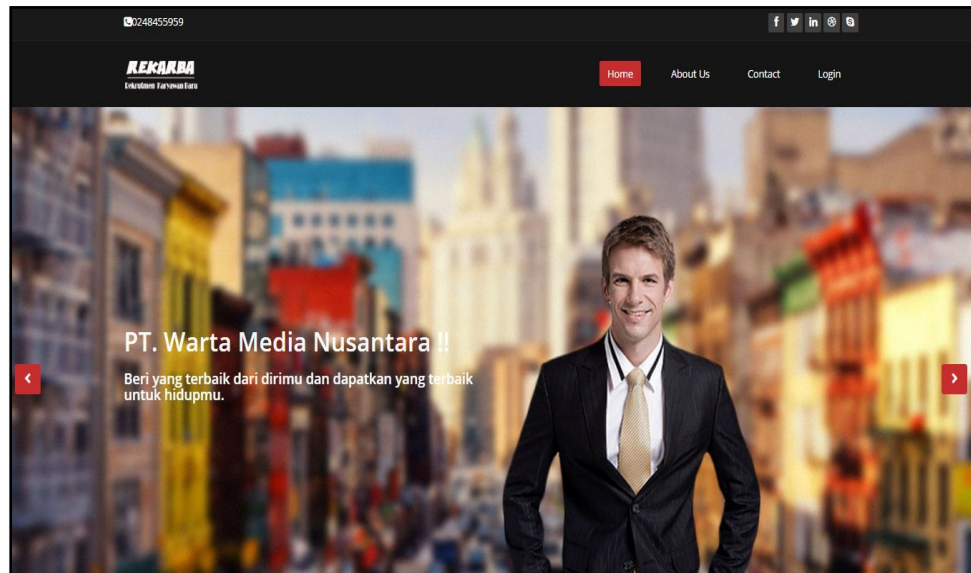 0248455959
REKARBA
Rekrutmen Karyawan Baru
Home About Us Contact Login
PT. Warta Media Nusantara !!
Beri yang terbaik dari dirimu dan dapatkan yang terbaik
untuk hidupmu.